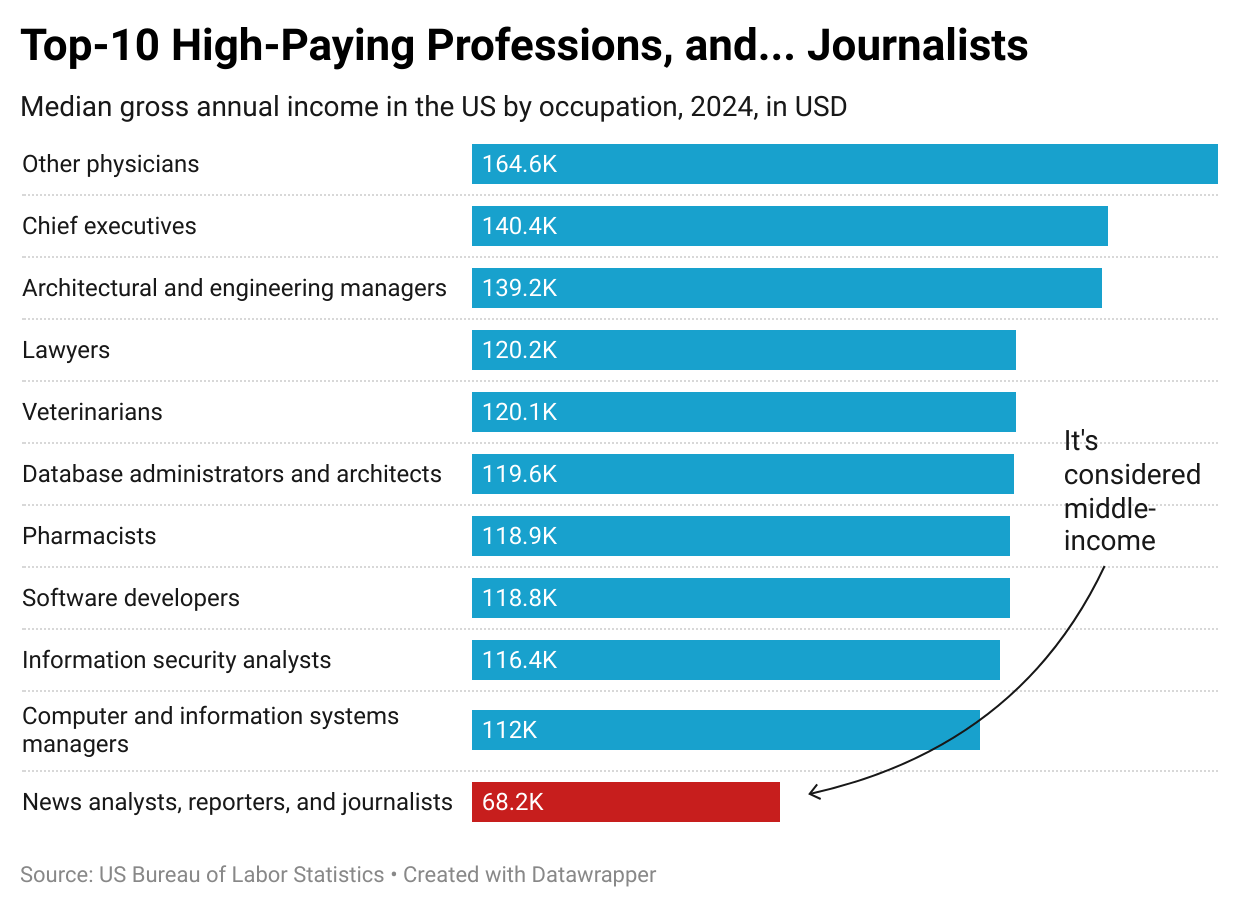 Top-10 High-Paying Professions, and... Journalists
Median gross annual income in the US by occupation, 2024, in USD
Other physicians 164.6K
Chief executives 140.4K
Architectural and engineering managers 139.2K
Lawyers 120.2K
Veterinarians 120.1K
Database administrators and architects 119.6K
Pharmacists 118.9K
Software developers 118.8K
Information security analysts 116.4K
Computer and information systems
managers 112K
News analysts, reporters, and journalists 68.2K
It's
considered
middle-
income
Source: US Bureau of Labor Statistics • Created with Datawrapper